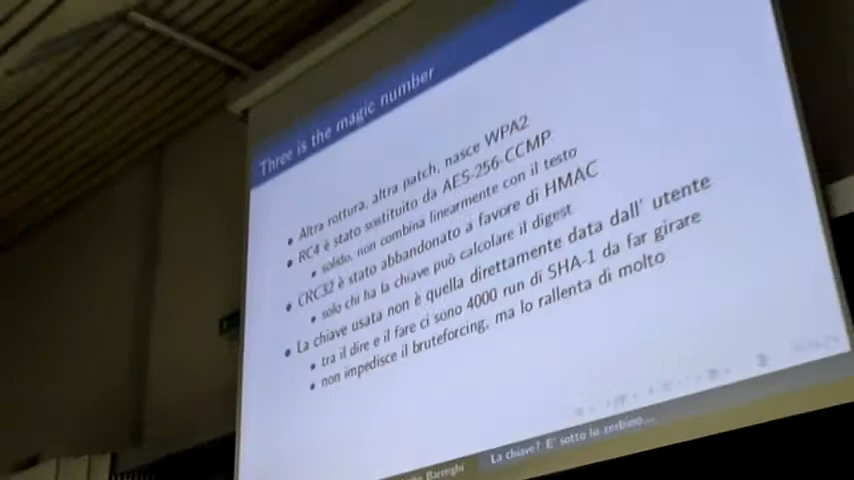 Three is the magic number
Altra rottura, altra patch, nasce WPA2
RC4 è stato sostituito da AES-256-CCMP
solido, non combina linearmente con il testo
CRC32 è stato abbandonato a favore di HMAC
solo chi ha la chiave può calcolare il digest
La chiave usata non è quella direttamente data dall' utente
tra il dire e il fare ci sono 4000 run di SHA-1 da far girare
non impedisce il bruteforcing, ma lo rallenta di molto
Barenghi
La chiave? E' sotto lo zerbino...